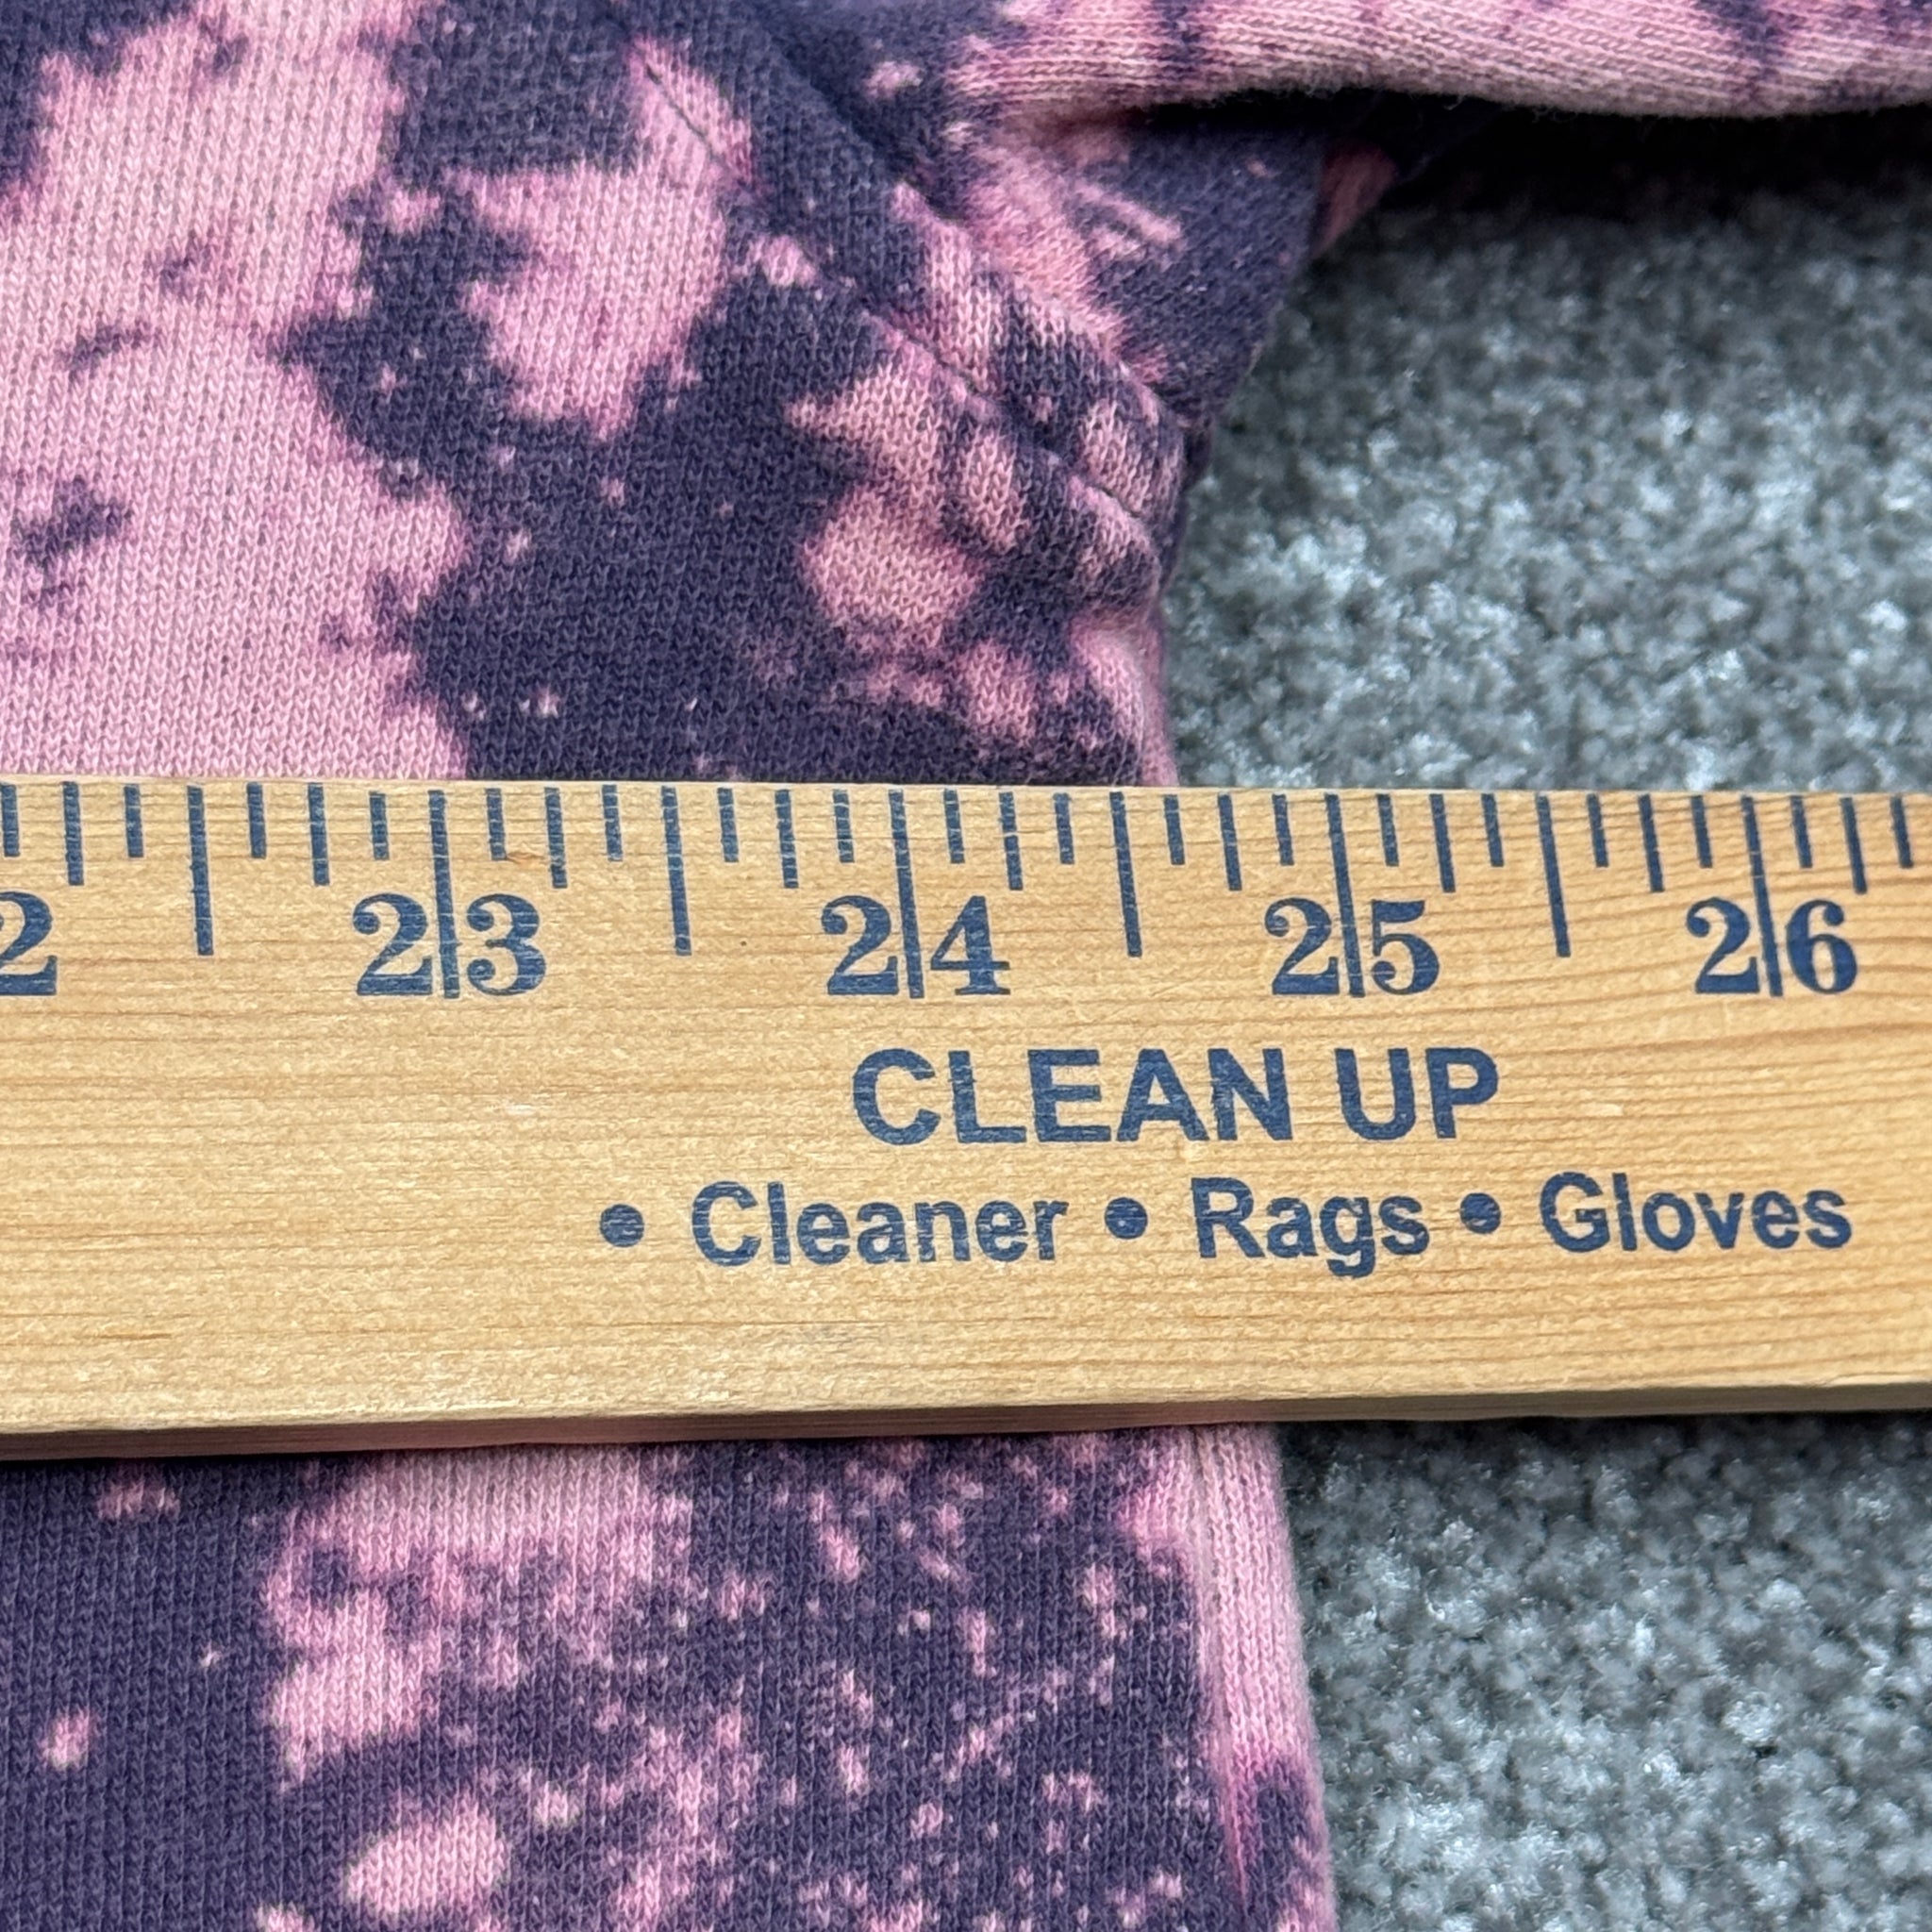 2 23 24 25 26
CLEAN UP
• Cleaner • Rags • Gloves